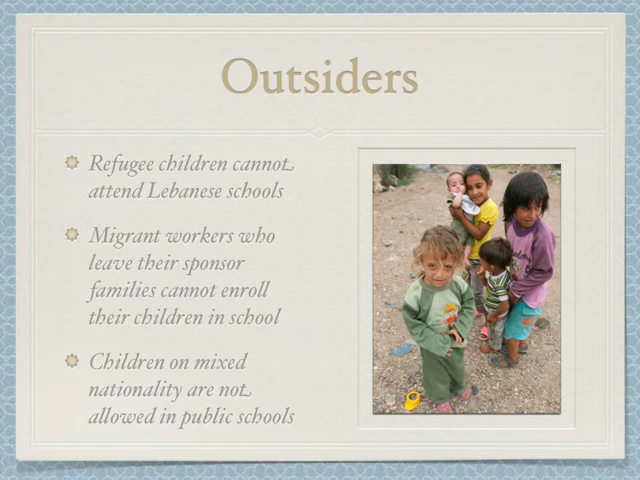 Outsiders
Refugee children cannot
attend Lebanese schools
Migrant workers who
leave their sponsor
families cannot enroll
their children in school
Children on mixed
nationality are not
allowed in public schools